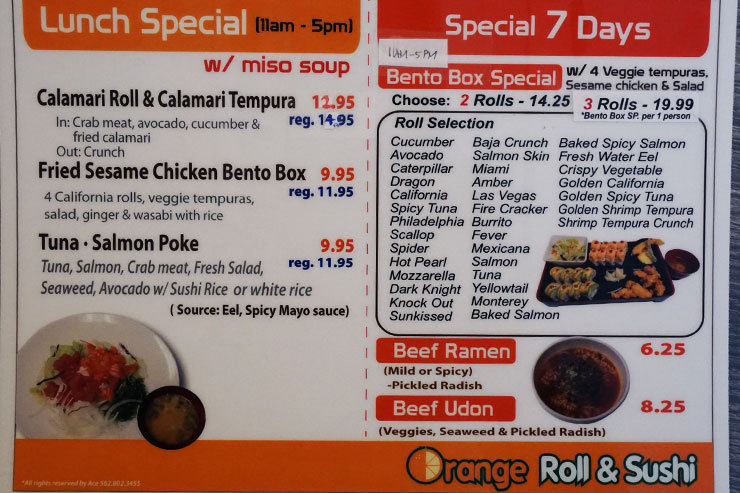 Lunch Special (11am - 5pm)
w/ miso soup
Calamari Roll & Calamari Tempura 12.95
In: Crab meat, avocado, cucumber & reg. 14.95
fried calamari
Out: Crunch
Fried Sesame Chicken Bento Box 9.95
reg. 11.95
4 California rolls, veggie tempuras,
salad, ginger & wasabi with rice
Tuna · Salmon Poke 9.95
reg. 11.95
Tuna, Salmon, Crab meat, Fresh Salad,
Seaweed, Avocado w/ Sushi Rice or white rice
( Source: Eel, Spicy Mayo sauce)
*All rights reserved by Ace 562.802.3455
Special 7 Days
11AM-5PM
Bento Box Special w/ 4 Veggie tempuras,
Sesame chicken & Salad
Choose: 2 Rolls - 14.25 3 Rolls - 19.99
*Bento Box SP. per 1 person
Roll Selection
Cucumber Baja Crunch Baked Spicy Salmon
Avocado Salmon Skin Fresh Water Eel
Caterpillar Miami Crispy Vegetable
Dragon Amber Golden California
California Las Vegas Golden Spicy Tuna
Spicy Tuna Fire Cracker Golden Shrimp Tempura
Philadelphia Burrito Shrimp Tempura Crunch
Scallop Fever
Spider Mexicana
Hot Pearl Salmon
Mozzarella Tuna
Dark Knight Yellowtail
Knock Out Monterey
Sunkissed Baked Salmon
Beef Ramen 6.25
(Mild or Spicy)
-Pickled Radish
Beef Udon 8.25
(Veggies, Seaweed & Pickled Radish)
Orange Roll & Sushi